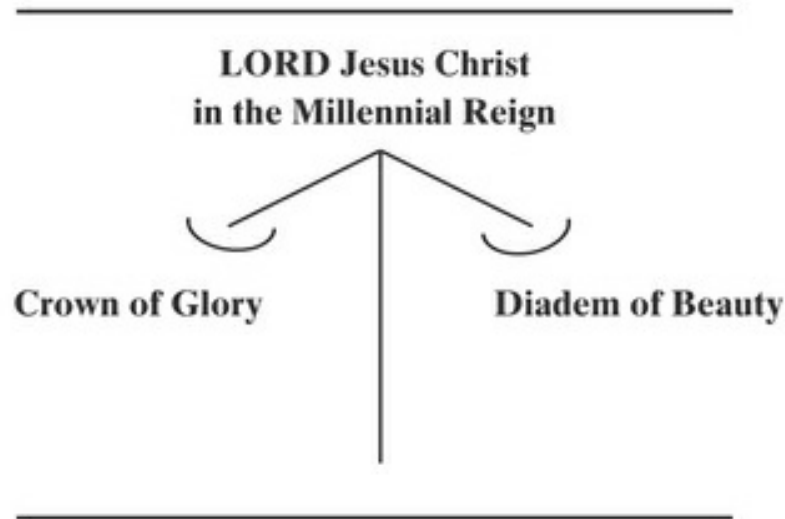 LORD Jesus Christ
in the Millennial Reign
Crown of Glory
Diadem of Beauty